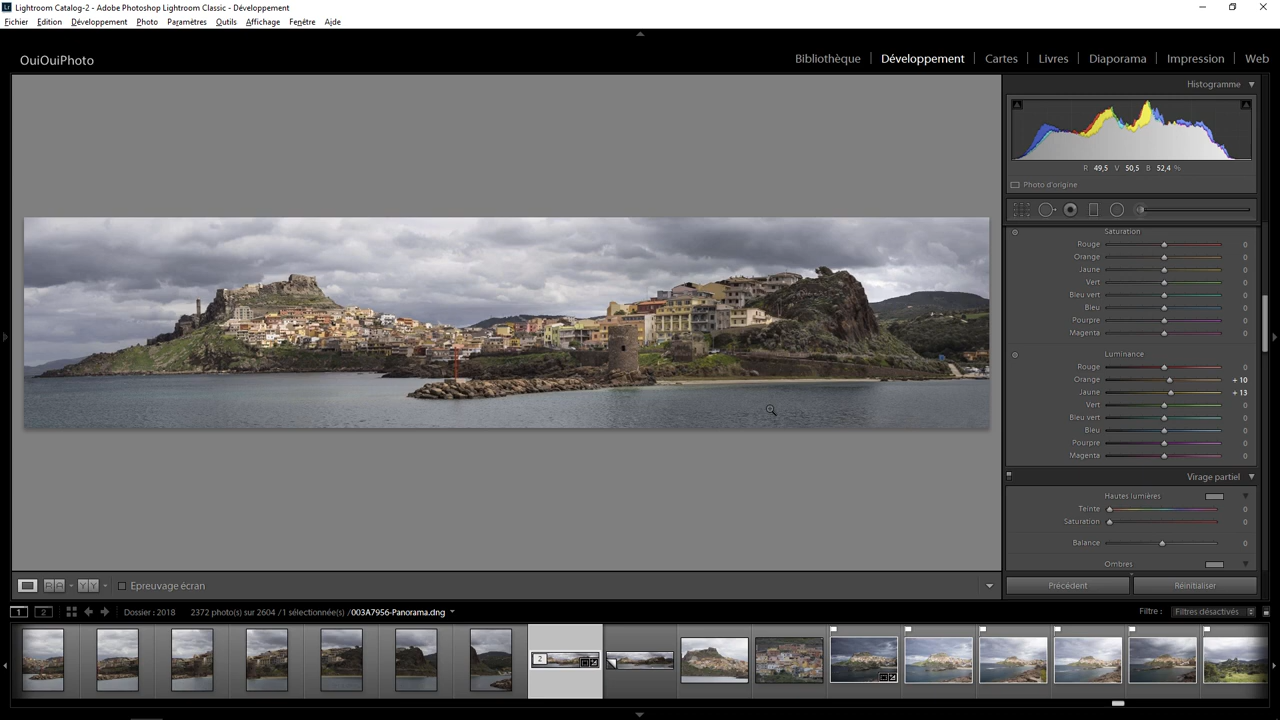 Lightroom Catalog-2 - Adobe Photoshop Lightroom Classic - Développement
Fichier Edition Développement Photo Paramètres Outils Affichage Fenêtre Aide
OuiOuiPhoto
Bibliothèque Développement Cartes Livres Diaporama Impression Web
Histogramme
R 49,5 V 50,5 B 52,4 %
Photo d'origine
Saturation
Rouge 0
Orange 0
Jaune 0
Vert 0
Bleu vert 0
Bleu 0
Pourpre 0
Magenta 0
Luminance
Rouge 0
Orange + 10
Jaune + 13
Vert 0
Bleu vert 0
Bleu 0
Pourpre 0
Magenta 0
Virage partiel
Hautes lumières
Teinte 0
Saturation 0
Balance 0
Ombres
Précédent Réinitialiser
R A Y Y Epreuvage écran
1 2 Dossier : 2018 2372 photo(s) sur 2604 /1 sélectionnée(s) /003A7956-Panorama.dng Filtre : Filtres désactivés
2